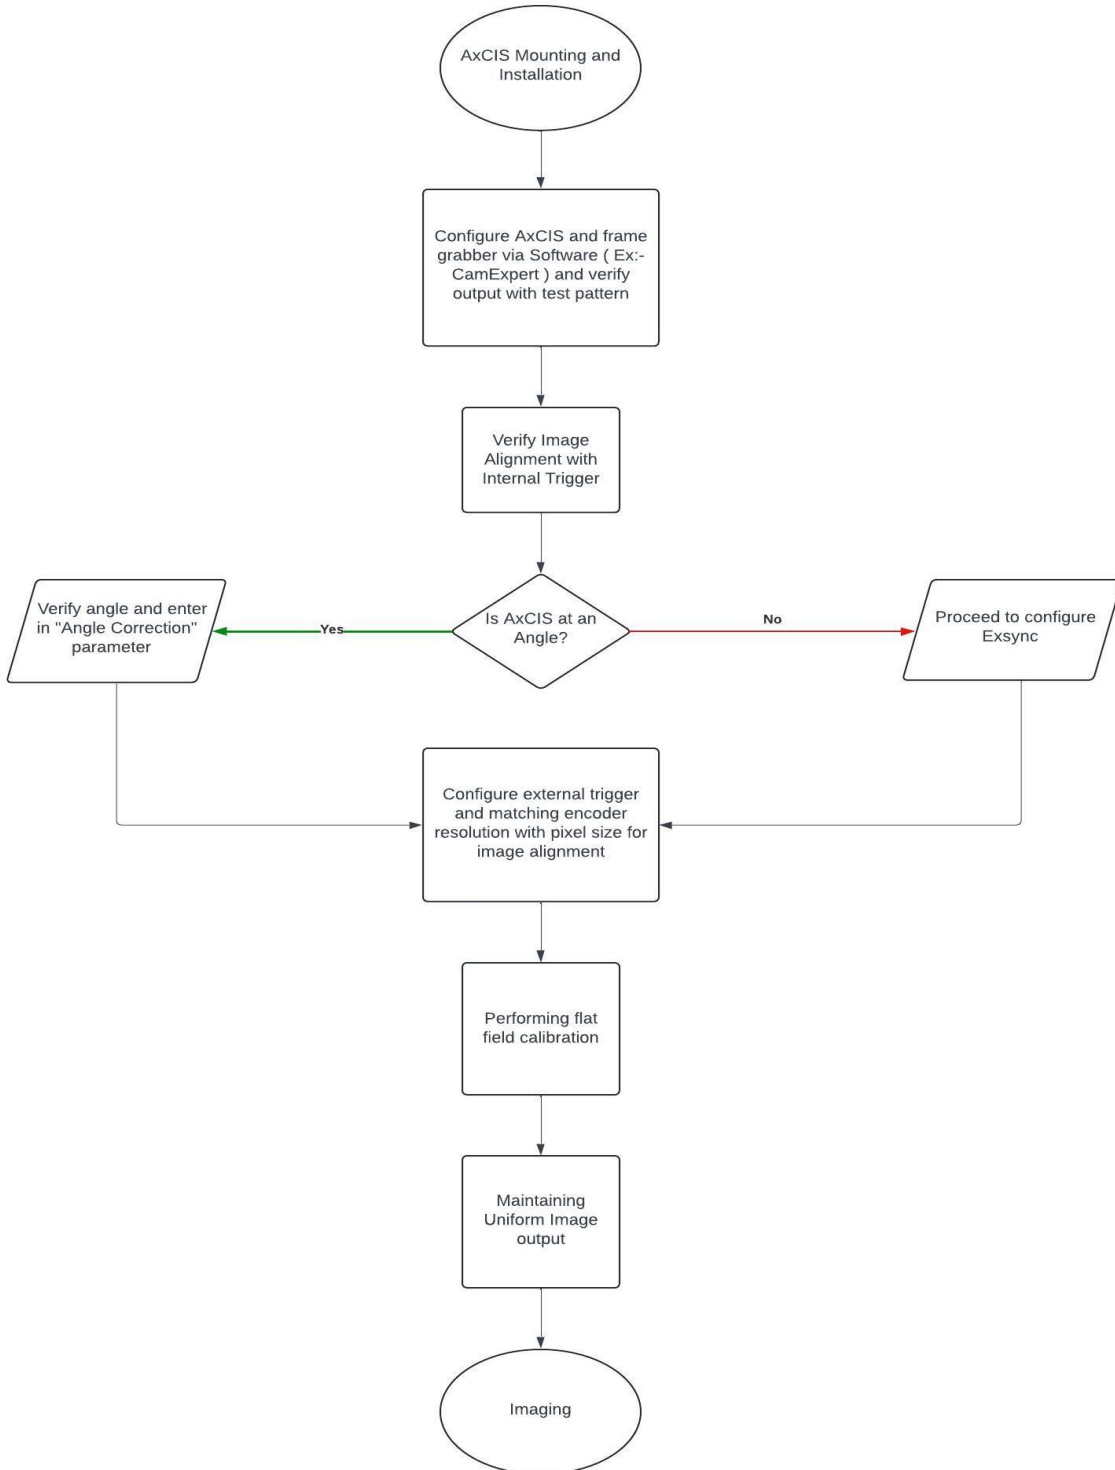 AxCIS Mounting and
Installation
Configure AxCIS and frame
grabber via Software ( Ex:-
CamExpert ) and verify
output with test pattern
Verify Image
Alignment with
Internal Trigger
Is AxCIS at an
Angle?
Yes
No
Verify angle and enter
in "Angle Correction"
parameter
Proceed to configure
Exsync
Configure external trigger
and matching encoder
resolution with pixel size for
image alignment
Performing flat
field calibration
Maintaining
Uniform Image
output
Imaging